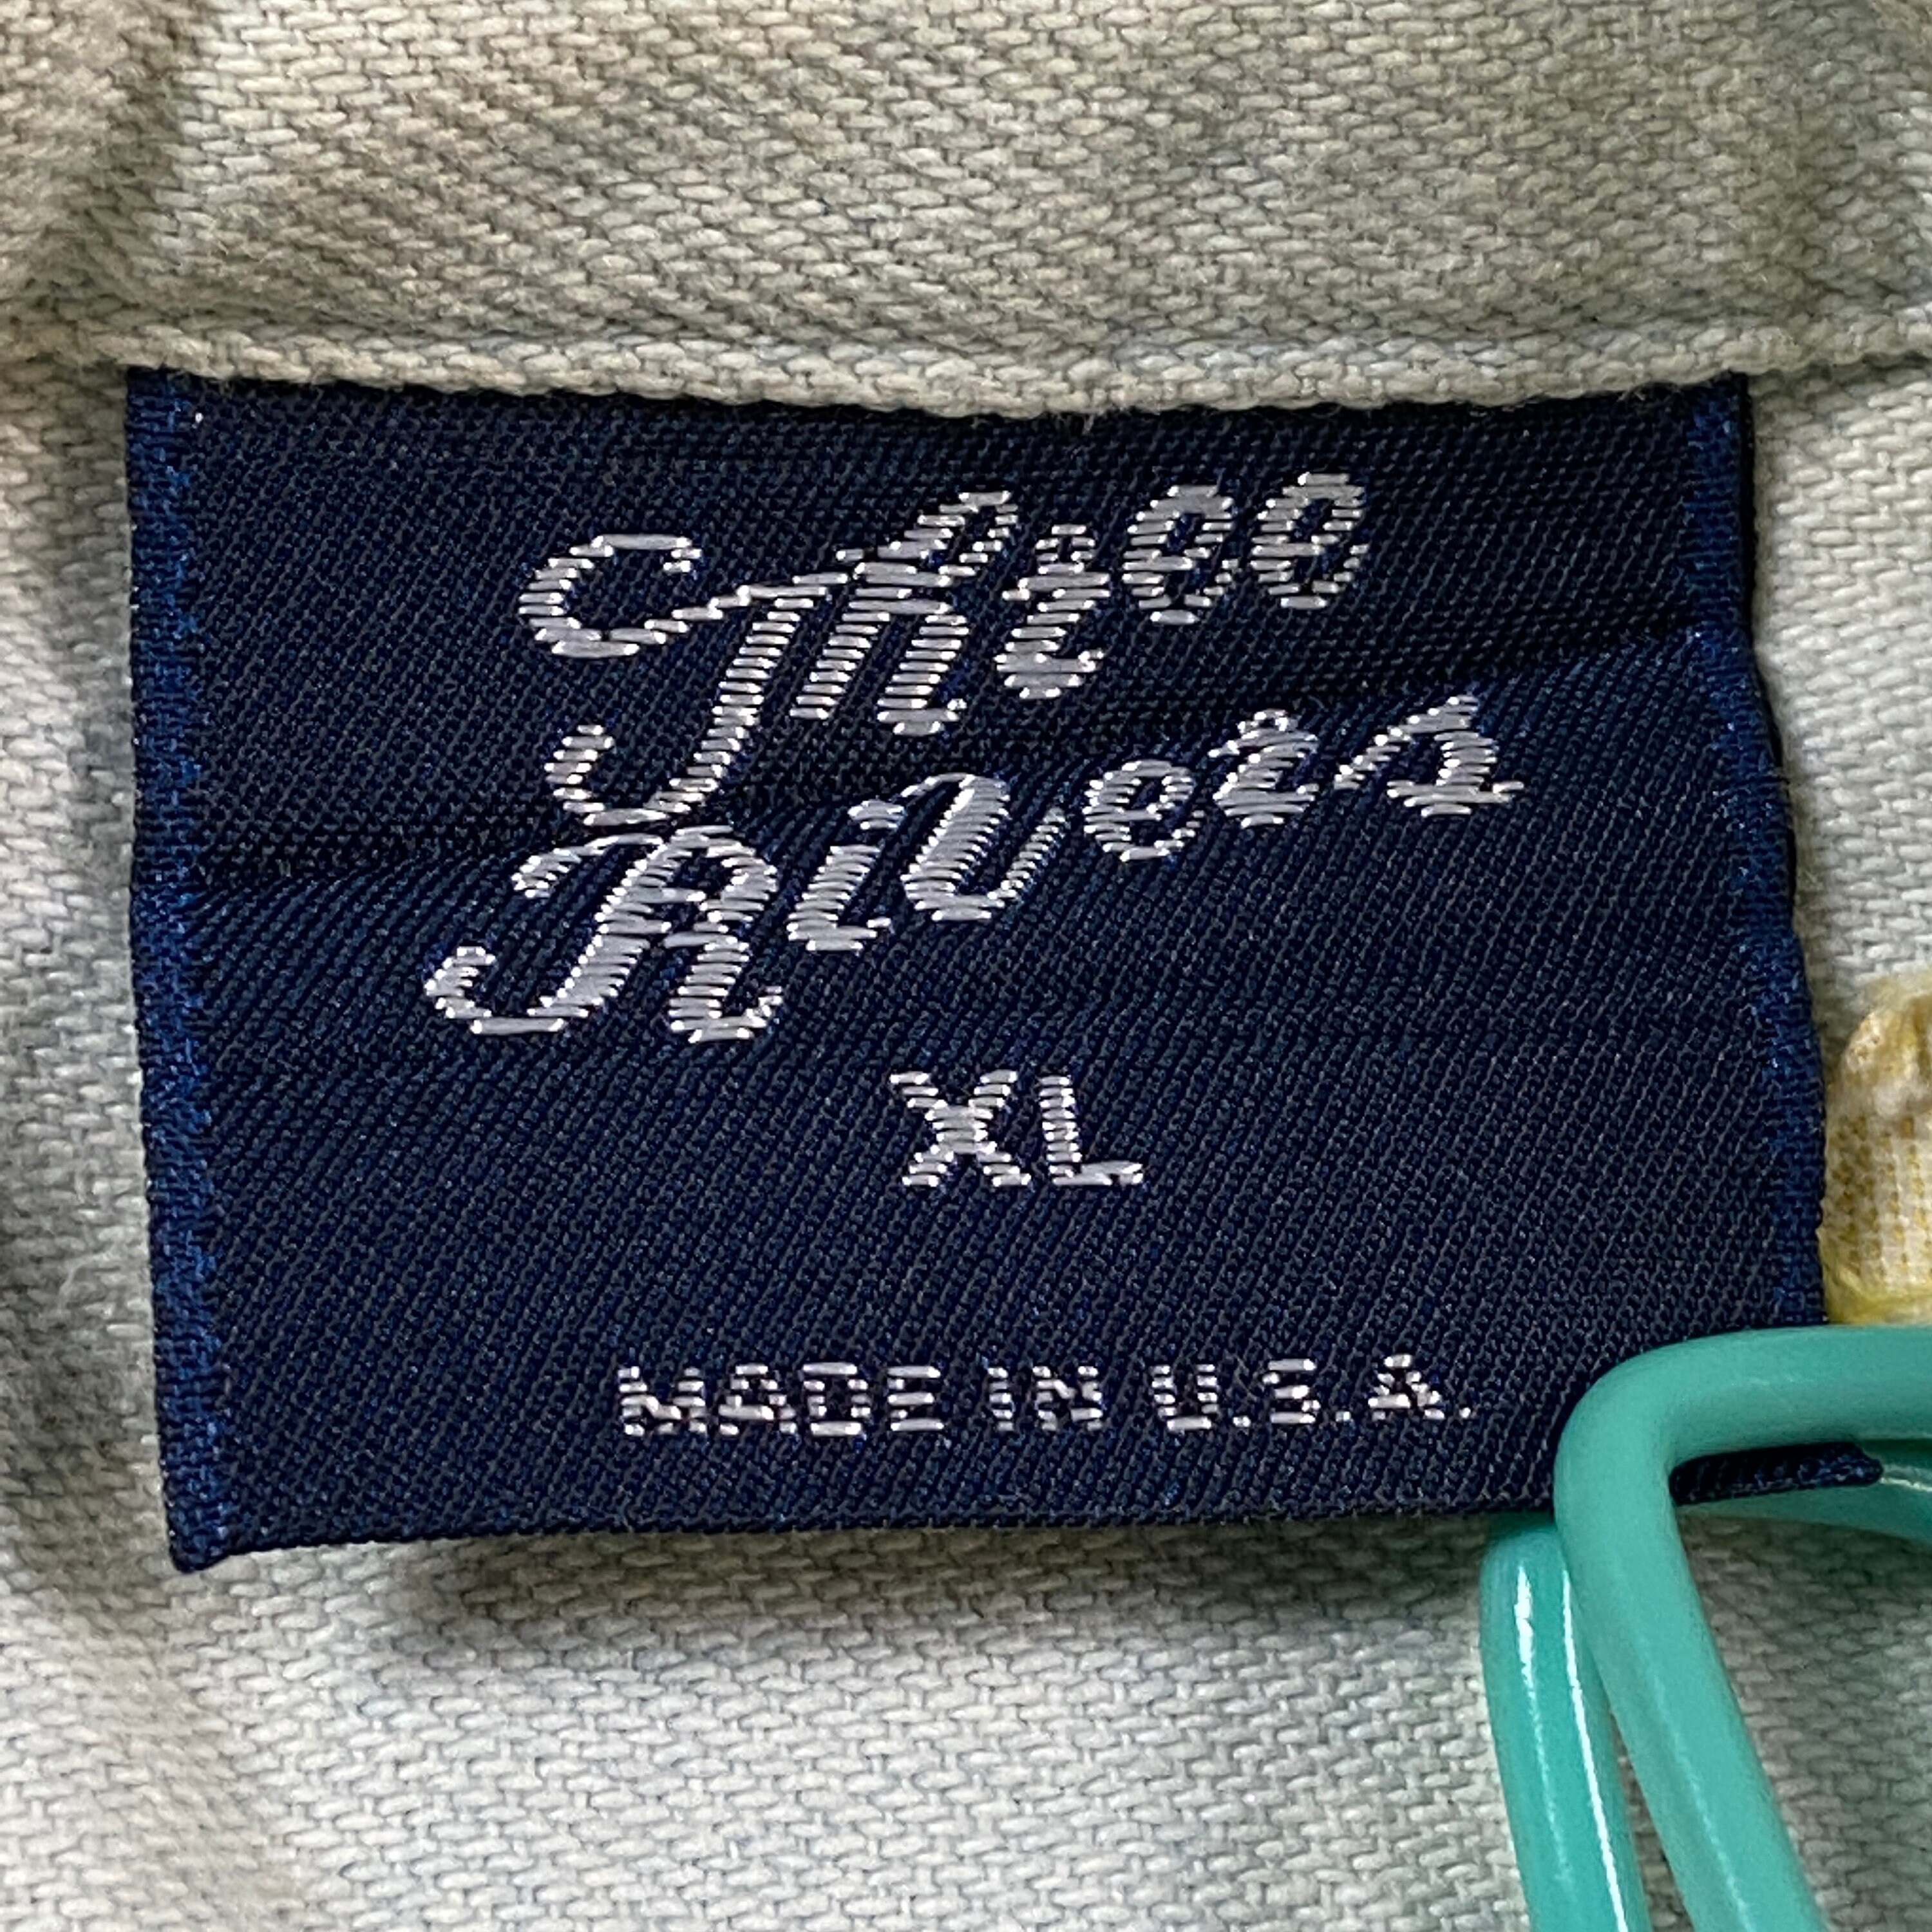 Three
Rivers
XL
MADE IN U.S.A.